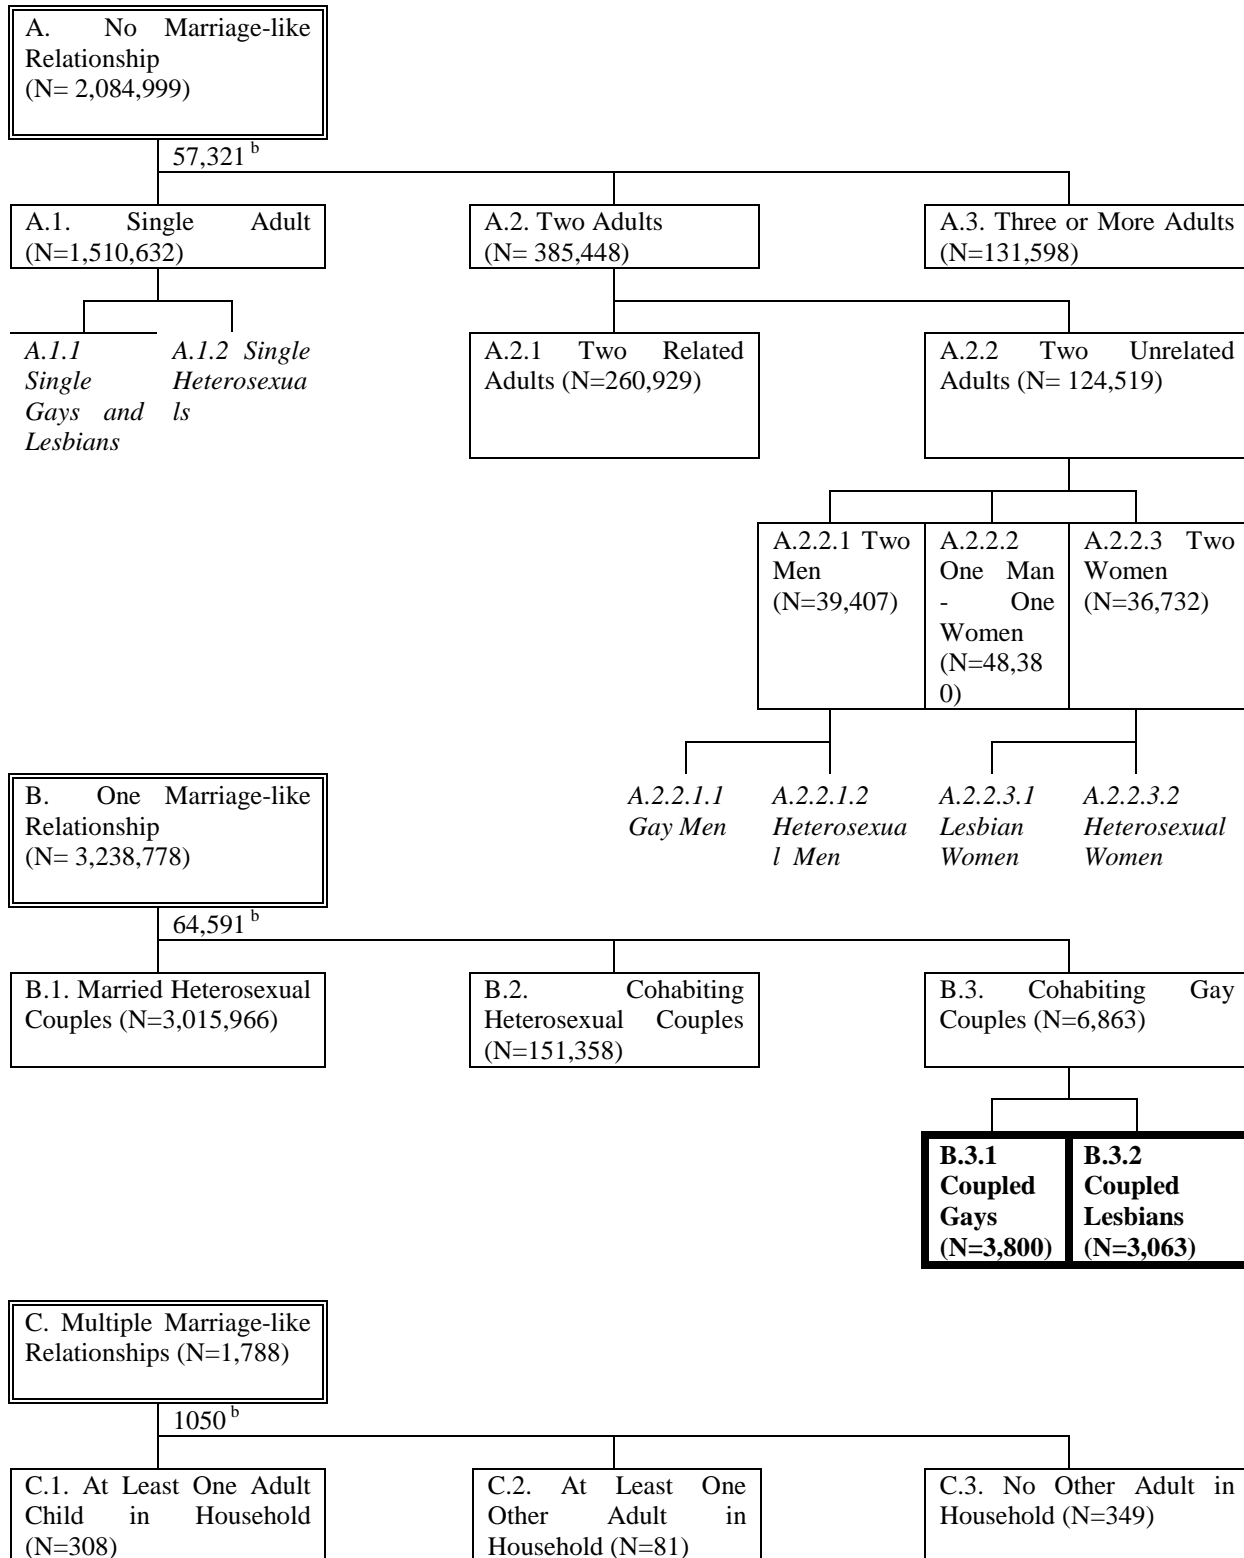 A. No Marriage-like
Relationship
(N= 2,084,999)
57,321 b
A.1. Single Adult
(N=1,510,632)
A.2. Two Adults
(N= 385,448)
A.3. Three or More Adults
(N=131,598)
A.1.1
Single
Gays and
Lesbians
A.1.2 Single
Heterosexua
ls
A.2.1 Two Related
Adults (N=260,929)
A.2.2 Two Unrelated
Adults (N= 124,519)
A.2.2.1 Two
Men
(N=39,407)
A.2.2.2
One Man
- One
Women
(N=48,38
0)
A.2.2.3 Two
Women
(N=36,732)
A.2.2.1.1
Gay Men
A.2.2.1.2
Heterosexua
l Men
A.2.2.3.1
Lesbian
Women
A.2.2.3.2
Heterosexual
Women
B. One Marriage-like
Relationship
(N= 3,238,778)
64,591 b
B.1. Married Heterosexual
Couples (N=3,015,966)
B.2. Cohabiting
Heterosexual Couples
(N=151,358)
B.3. Cohabiting Gay
Couples (N=6,863)
B.3.1
Coupled
Gays
(N=3,800)
B.3.2
Coupled
Lesbians
(N=3,063)
C. Multiple Marriage-like
Relationships (N=1,788)
1050 b
C.1. At Least One Adult
Child in Household
(N=308)
C.2. At Least One
Other Adult in
Household (N=81)
C.3. No Other Adult in
Household (N=349)